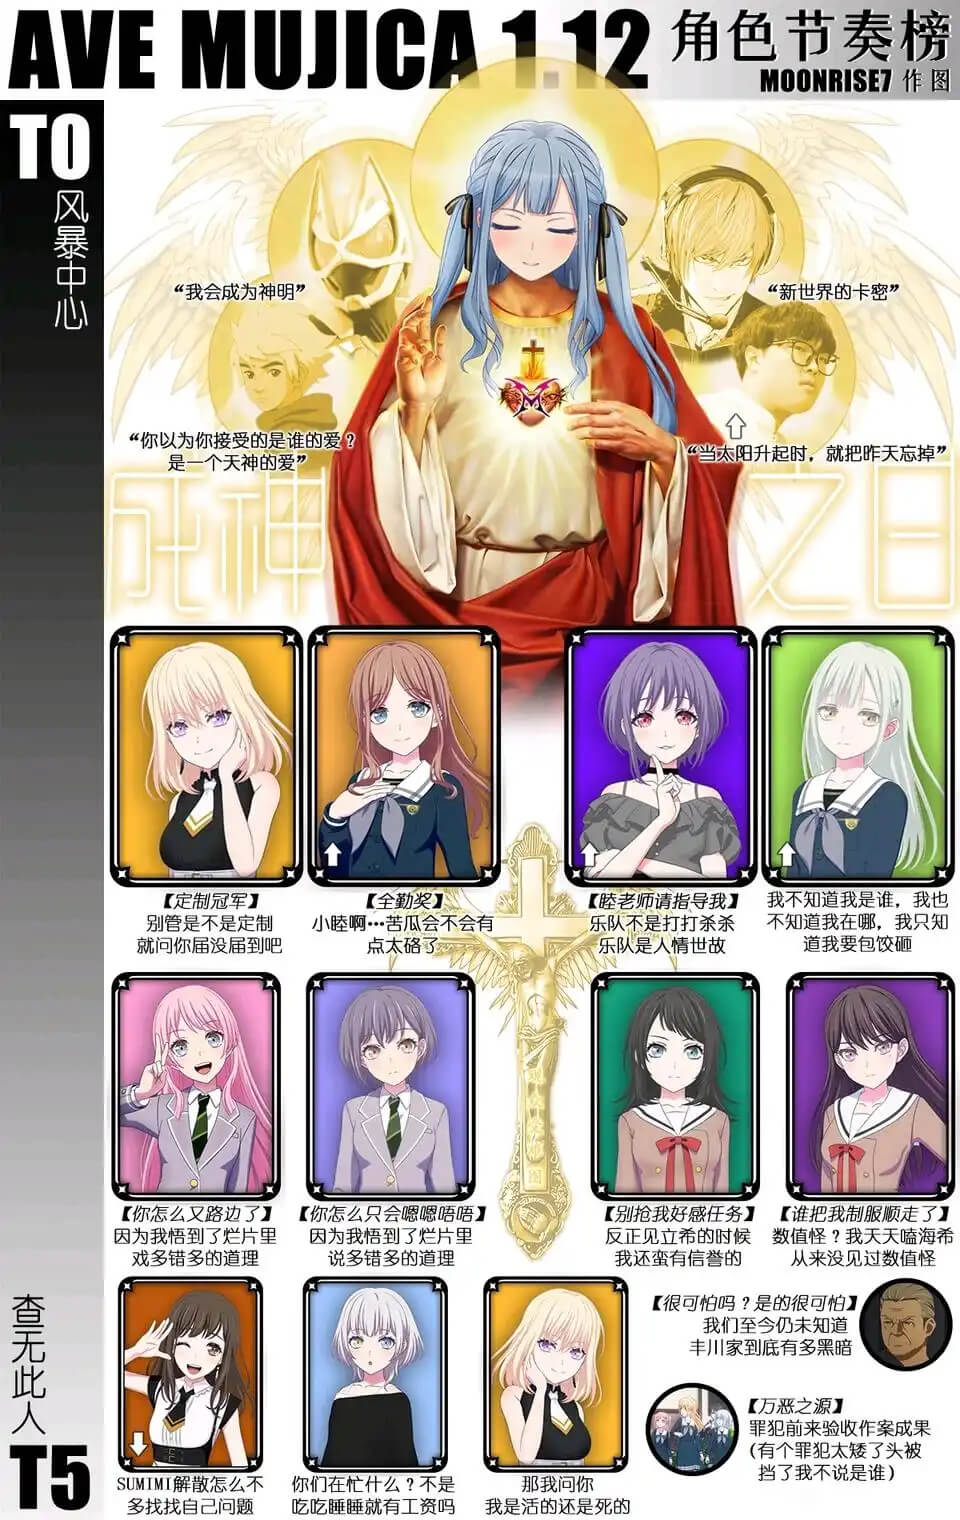 AVE MUJICA 1.12
角色节奏榜
MOONRISE7 作图
T0
风暴中心
“我会成为神明”
“新世界的卡密”
“你以为你接受的是谁的爱？
是一个天神的爱”
“当太阳升起时，就把昨天忘掉”
成神之日
【定制冠军】
别管是不是定制
就问你届没届到吧
【全勤奖】
小睦啊…苦瓜会不会有
点太硌了
【睦老师请指导我】
乐队不是打打杀杀
乐队是人情世故
我不知道我是谁，我也
不知道我在哪，我只知
道我要包饺砸
【你怎么又路边了】
因为我悟到了烂片里
戏多错多的道理
【你怎么只会嗯嗯唔唔】
因为我悟到了烂片里
说多错多的道理
【别抢我好感任务】
反正见立希的时候
我还蛮有信誉的
【谁把我制服顺走了】
数值怪？我天天嗑海希
从来没见过数值怪
SUMIMI解散怎么不
多找找自己问题
你们在忙什么？不是
吃吃睡睡就有工资吗
那我问你
我是活的还是死的
【很可怕吗？是的很可怕】
我们至今仍未知道
丰川家到底有多黑暗
【万恶之源】
罪犯前来验收作案成果
(有个罪犯太矮了头被
挡了我不说是谁)
查无此人
T5